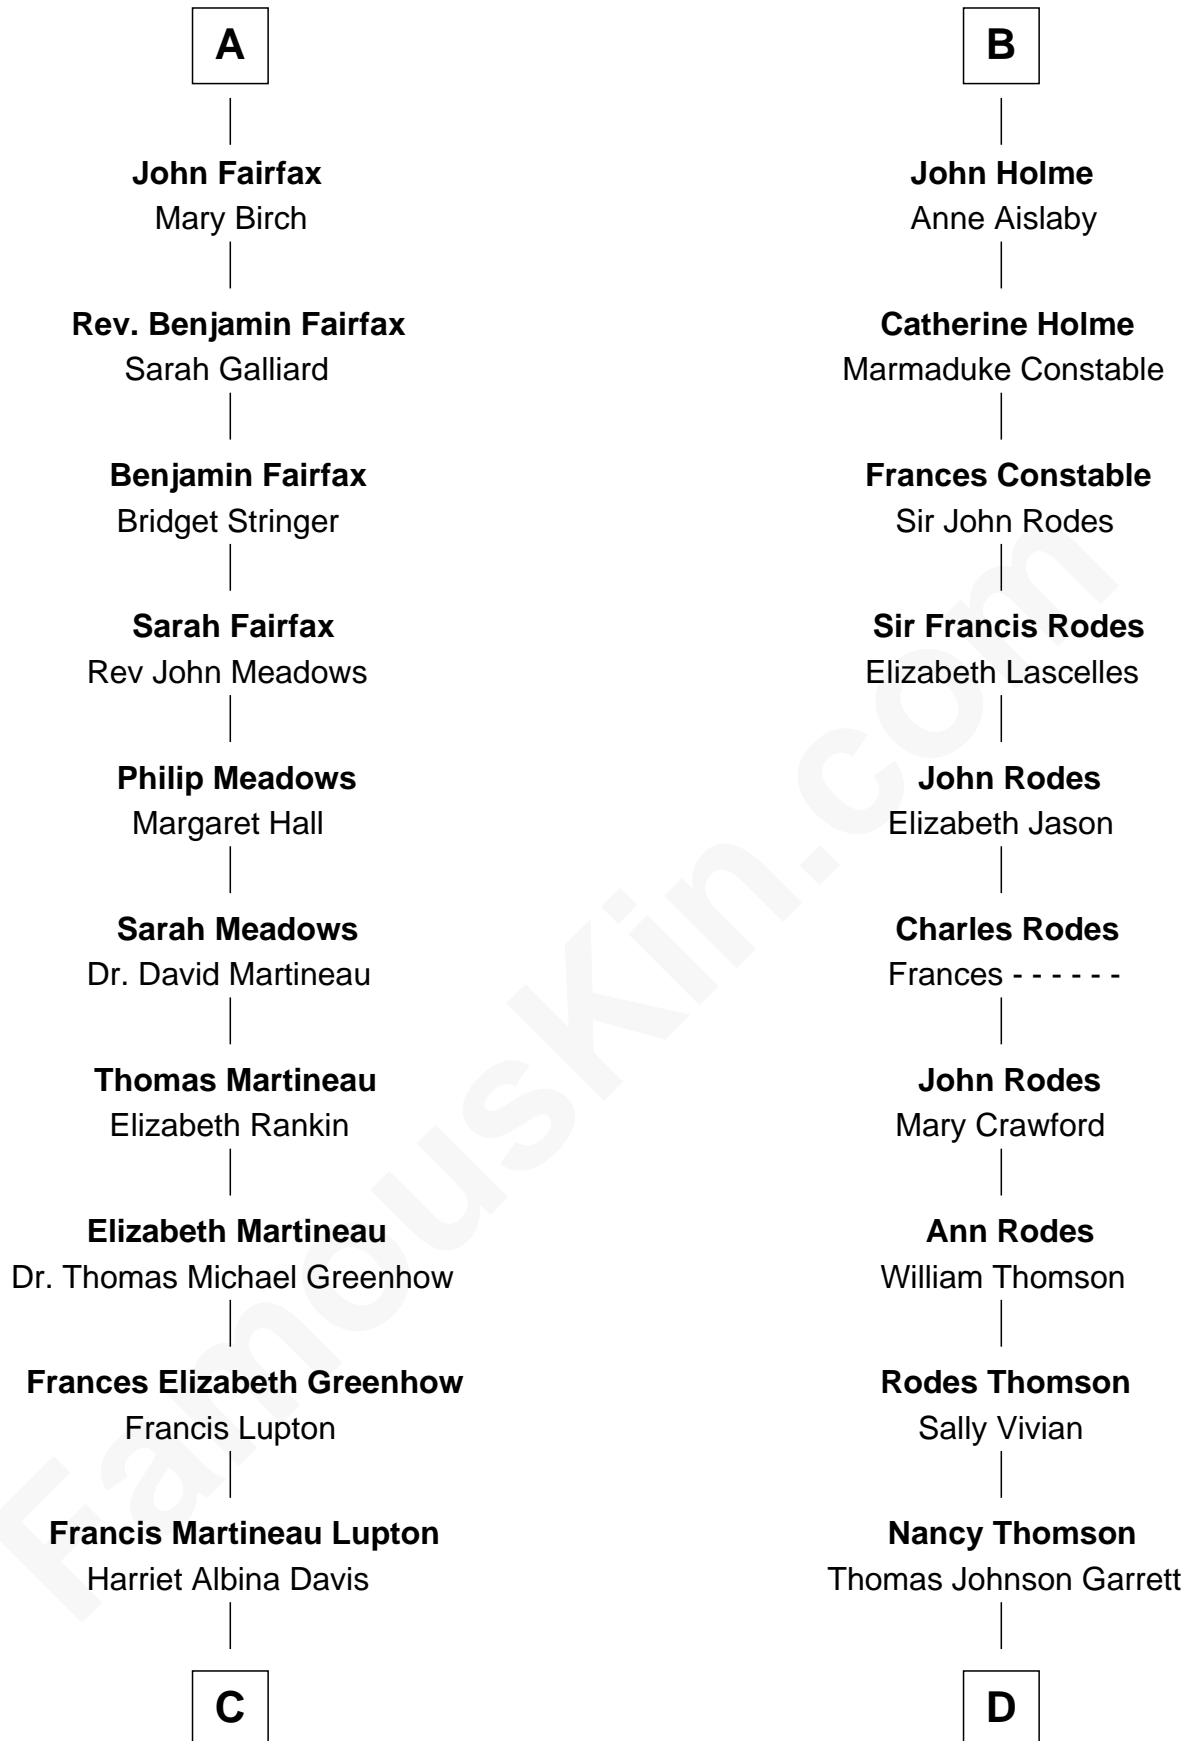 A
John Fairfax
Mary Birch
Rev. Benjamin Fairfax
Sarah Galliard
Benjamin Fairfax
Bridget Stringer
Sarah Fairfax
Rev John Meadows
Philip Meadows
Margaret Hall
Sarah Meadows
Dr. David Martineau
Thomas Martineau
Elizabeth Rankin
Elizabeth Martineau
Dr. Thomas Michael Greenhow
Frances Elizabeth Greenhow
Francis Lupton
Francis Martineau Lupton
Harriet Albina Davis
C
B
John Holme
Anne Aislaby
Catherine Holme
Marmaduke Constable
Frances Constable
Sir John Rodes
Sir Francis Rodes
Elizabeth Lascelles
John Rodes
Elizabeth Jason
Charles Rodes
Frances - - - - - -
John Rodes
Mary Crawford
Ann Rodes
William Thomson
Rodes Thomson
Sally Vivian
Nancy Thomson
Thomas Johnson Garrett
D
FamousKin.com